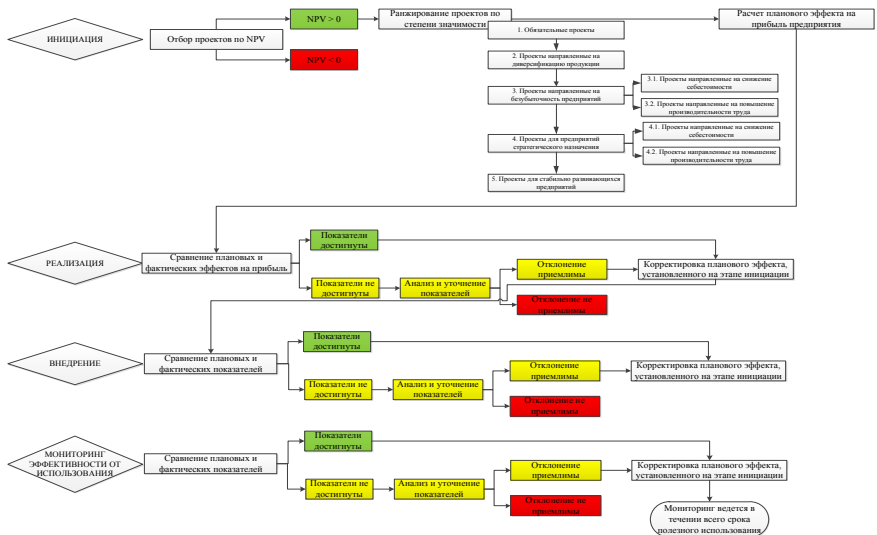 ИНИЦИАЦИЯ
Отбор проектов по NPV
NPV > 0
NPV < 0
Ранжирование проектов по
степени значимости
Расчет планового эффекта на
прибыль предприятия
1. Обязательные проекты
2. Проекты направленные на
диверсификацию продукции
3. Проекты направленные на
безубыточность предприятий
3.1. Проекты направленные на снижение
себестоимости
3.2. Проекты направленные на повышение
производительности труда
4. Проекты для предприятий
стратегического назначения
4.1. Проекты направленные на снижение
себестоимости
4.2. Проекты направленные на повышение
производительности труда
5. Проекты для стабильно развивающихся
предприятий
РЕАЛИЗАЦИЯ
Сравнение плановых и
фактических эффектов на прибыль
Показатели
достигнуты
Показатели не
достигнуты
Анализ и уточнение
показателей
Отклонение
приемлимы
Отклонение не
приемлимы
Корректировка планового эффекта,
установленного на этапе инициации
ВНЕДРЕНИЕ
Сравнение плановых и
фактических показателей
Показатели
достигнуты
Показатели не
достигнуты
Анализ и уточнение
показателей
Отклонение
приемлимы
Отклонение не
приемлимы
Корректировка планового эффекта,
установленного на этапе инициации
МОНИТОРИНГ
ЭФФЕКТИВНОСТИ ОТ
ИСПОЛЬЗОВАНИЯ
Сравнение плановых и
фактических показателей
Показатели
достигнуты
Показатели не
достигнуты
Анализ и уточнение
показателей
Отклонение
приемлимы
Отклонение не
приемлимы
Корректировка планового эффекта,
установленного на этапе инициации
Мониторинг ведется в
течении всего срока
полезного использования